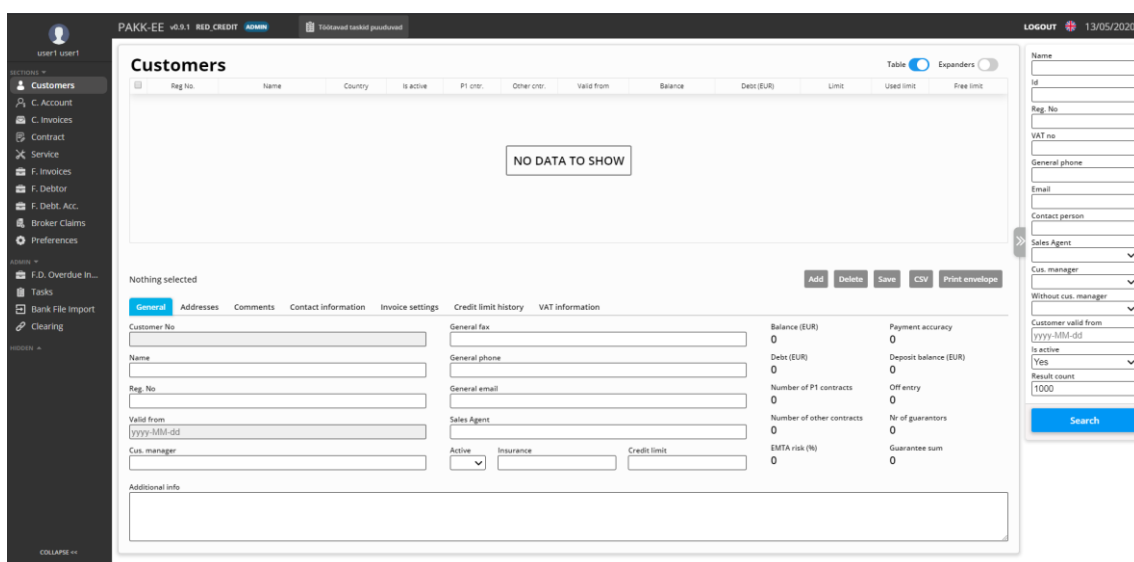 PAKK-EE v0.9.1 RED_CREDIT ADMIN
Töötavad taskid puuduvad
LOGOUT 13/05/2020
user1 user1
SECTIONS
Customers
C. Account
C. Invoices
Contract
Service
F. Invoices
F. Debtor
F. Debt. Acc.
Broker Claims
Preferences
ADMIN
F.D. Overdue In...
Tasks
Bank File Import
Clearing
HIDDEN
COLLAPSE <<
Customers
Table Expanders
Reg No. Name Country Is active P1 cntr. Other cntr. Valid from Balance Debt (EUR) Limit Used limit Free limit
NO DATA TO SHOW
Nothing selected
Add Delete Save CSV Print envelope
General Addresses Comments Contact information Invoice settings Credit limit history VAT information
Customer No
Name
Reg. No
Valid from
yyyy-MM-dd
Cus. manager
General fax
General phone
General email
Sales Agent
Active Insurance Credit limit
Balance (EUR)
0
Debt (EUR)
0
Number of P1 contracts
0
Number of other contracts
0
EMTA risk (%)
0
Payment accuracy
0
Deposit balance (EUR)
0
Off entry
0
Nr of guarantors
0
Guarantee sum
0
Additional info
Name
Id
Reg. No
VAT no
General phone
Email
Contact person
Sales Agent
Cus. manager
Without cus. manager
Customer valid from
yyyy-MM-dd
Is active
Yes
Result count
1000
Search